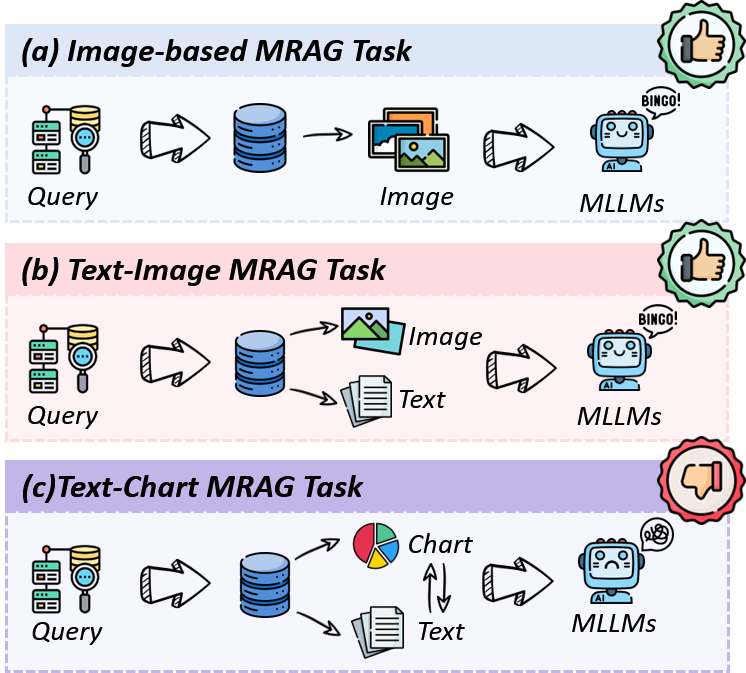 (a) Image-based MRAG Task
BINGO!
AI
Query
Image
MLLMs
(b) Text-Image MRAG Task
BINGO!
Image
AI
Text
Query
MLLMs
(c)Text-Chart MRAG Task
Chart
AI
Query
Text
MLLMs